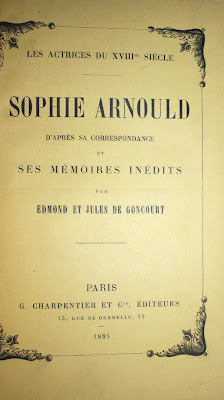 LES ACTRICES DU XVIIIe SIÈCLE
SOPHIE ARNOULD
D'APRÈS SA CORRESPONDANCE
ET
SES MÉMOIRES INÉDITS
PAR
EDMOND ET JULES DE GONCOURT
PARIS
G. CHARPENTIER ET Cie, ÉDITEURS
13, RUE DE GRENELLE, 13
1885